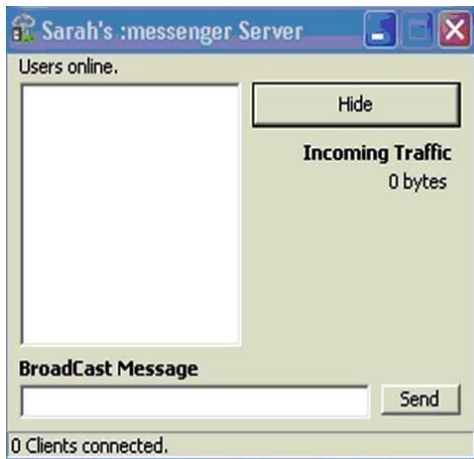 Sarah's :messenger Server
Users online.
Hide
Incoming Traffic
0 bytes
BroadCast Message
Send
0 Clients connected.